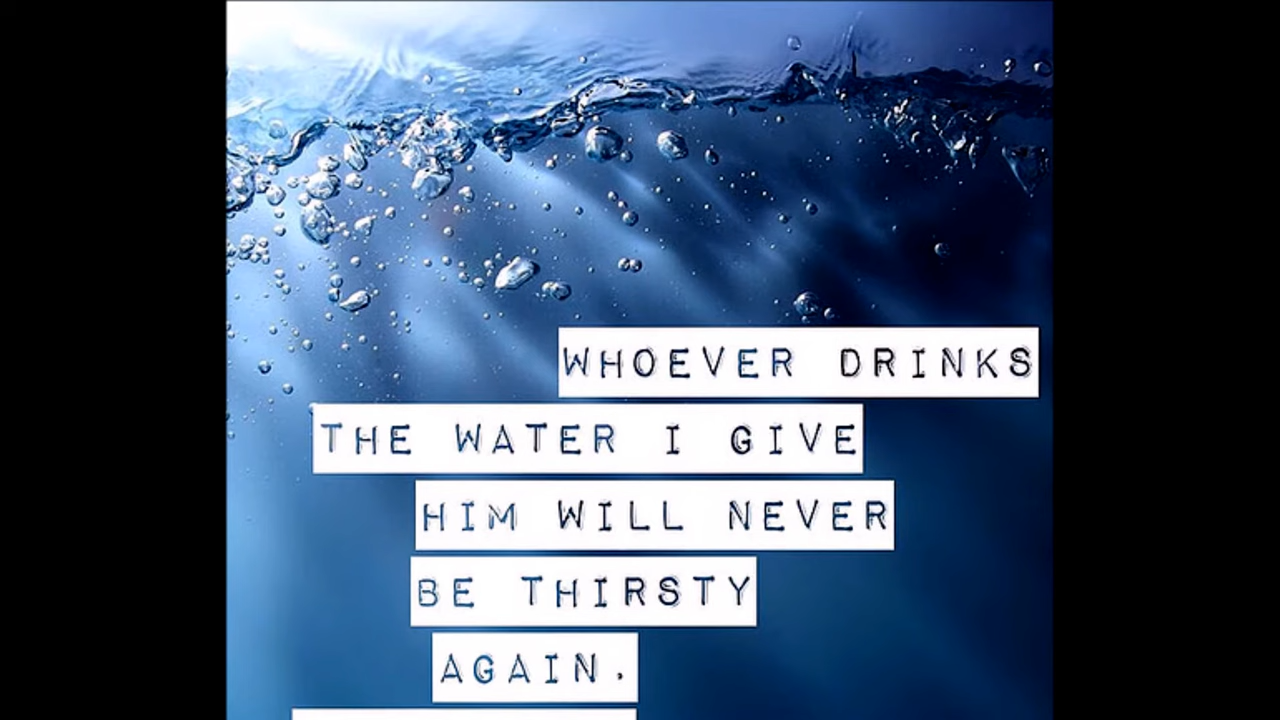 WHOEVER DRINKS
THE WATER I GIVE
HIM WILL NEVER
BE THIRSTY
AGAIN.